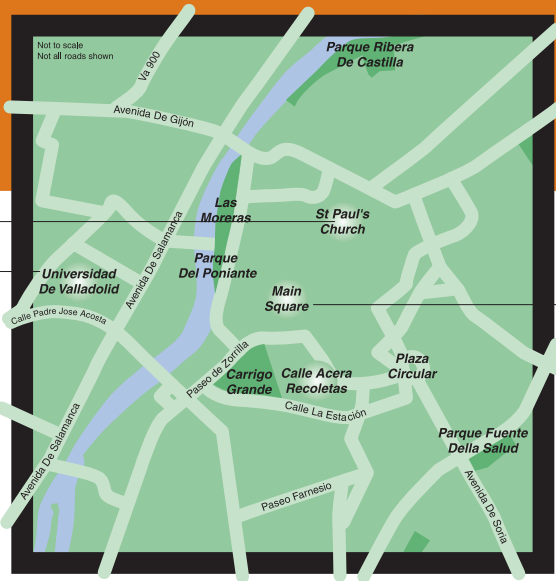 Not to scale
Not all roads shown
Parque Ribera
De Castilla
Va 900
Avenida De Gijón
Las
Moreras
St Paul's
Church
Avenida De Salamanca
Parque
Del Poniante
Universidad
De Valladolid
Main
Square
Calle Padre Jose Acosta
Paseo de Zorrilla
Plaza
Circular
Carrigo
Grande
Calle Acera
Recoletas
Calle La Estación
Avenida De Salamanca
Parque Fuente
Della Salud
Paseo Farnesio
Avenida De Soria